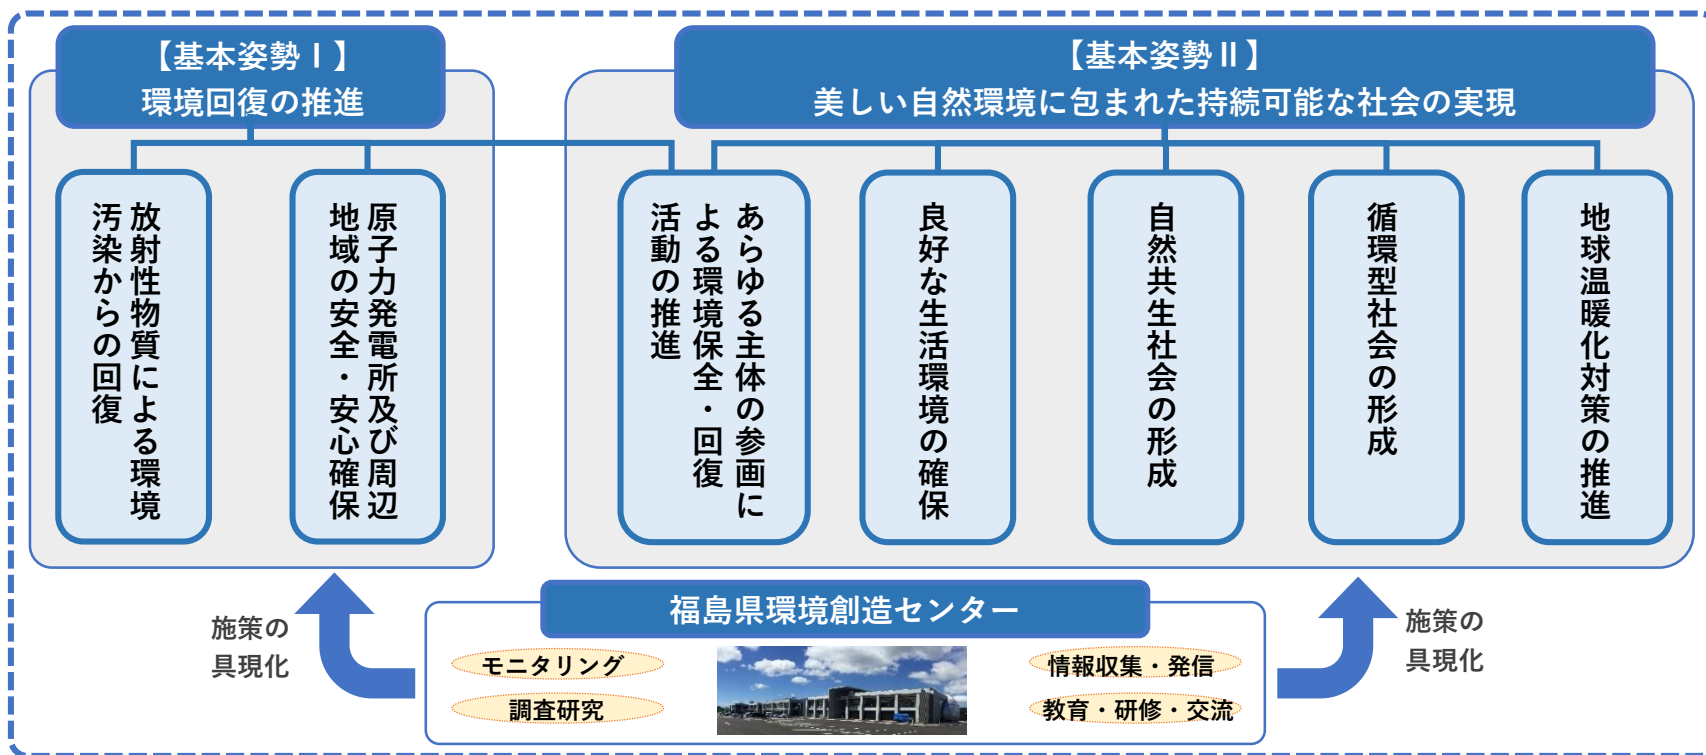 【基本姿勢Ⅰ】
環境回復の推進
【基本姿勢Ⅱ】
美しい自然環境に包まれた持続可能な社会の実現
放射性物質による環境
汚染からの回復
原子力発電所及び周辺
地域の安全・安心確保
あらゆる主体の参画に
よる環境保全・回復
活動の推進
良好な生活環境の確保
自然共生社会の形成
循環型社会の形成
地球温暖化対策の推進
施策の
具現化
福島県環境創造センター
モニタリング
調査研究
情報収集・発信
教育・研修・交流
施策の
具現化